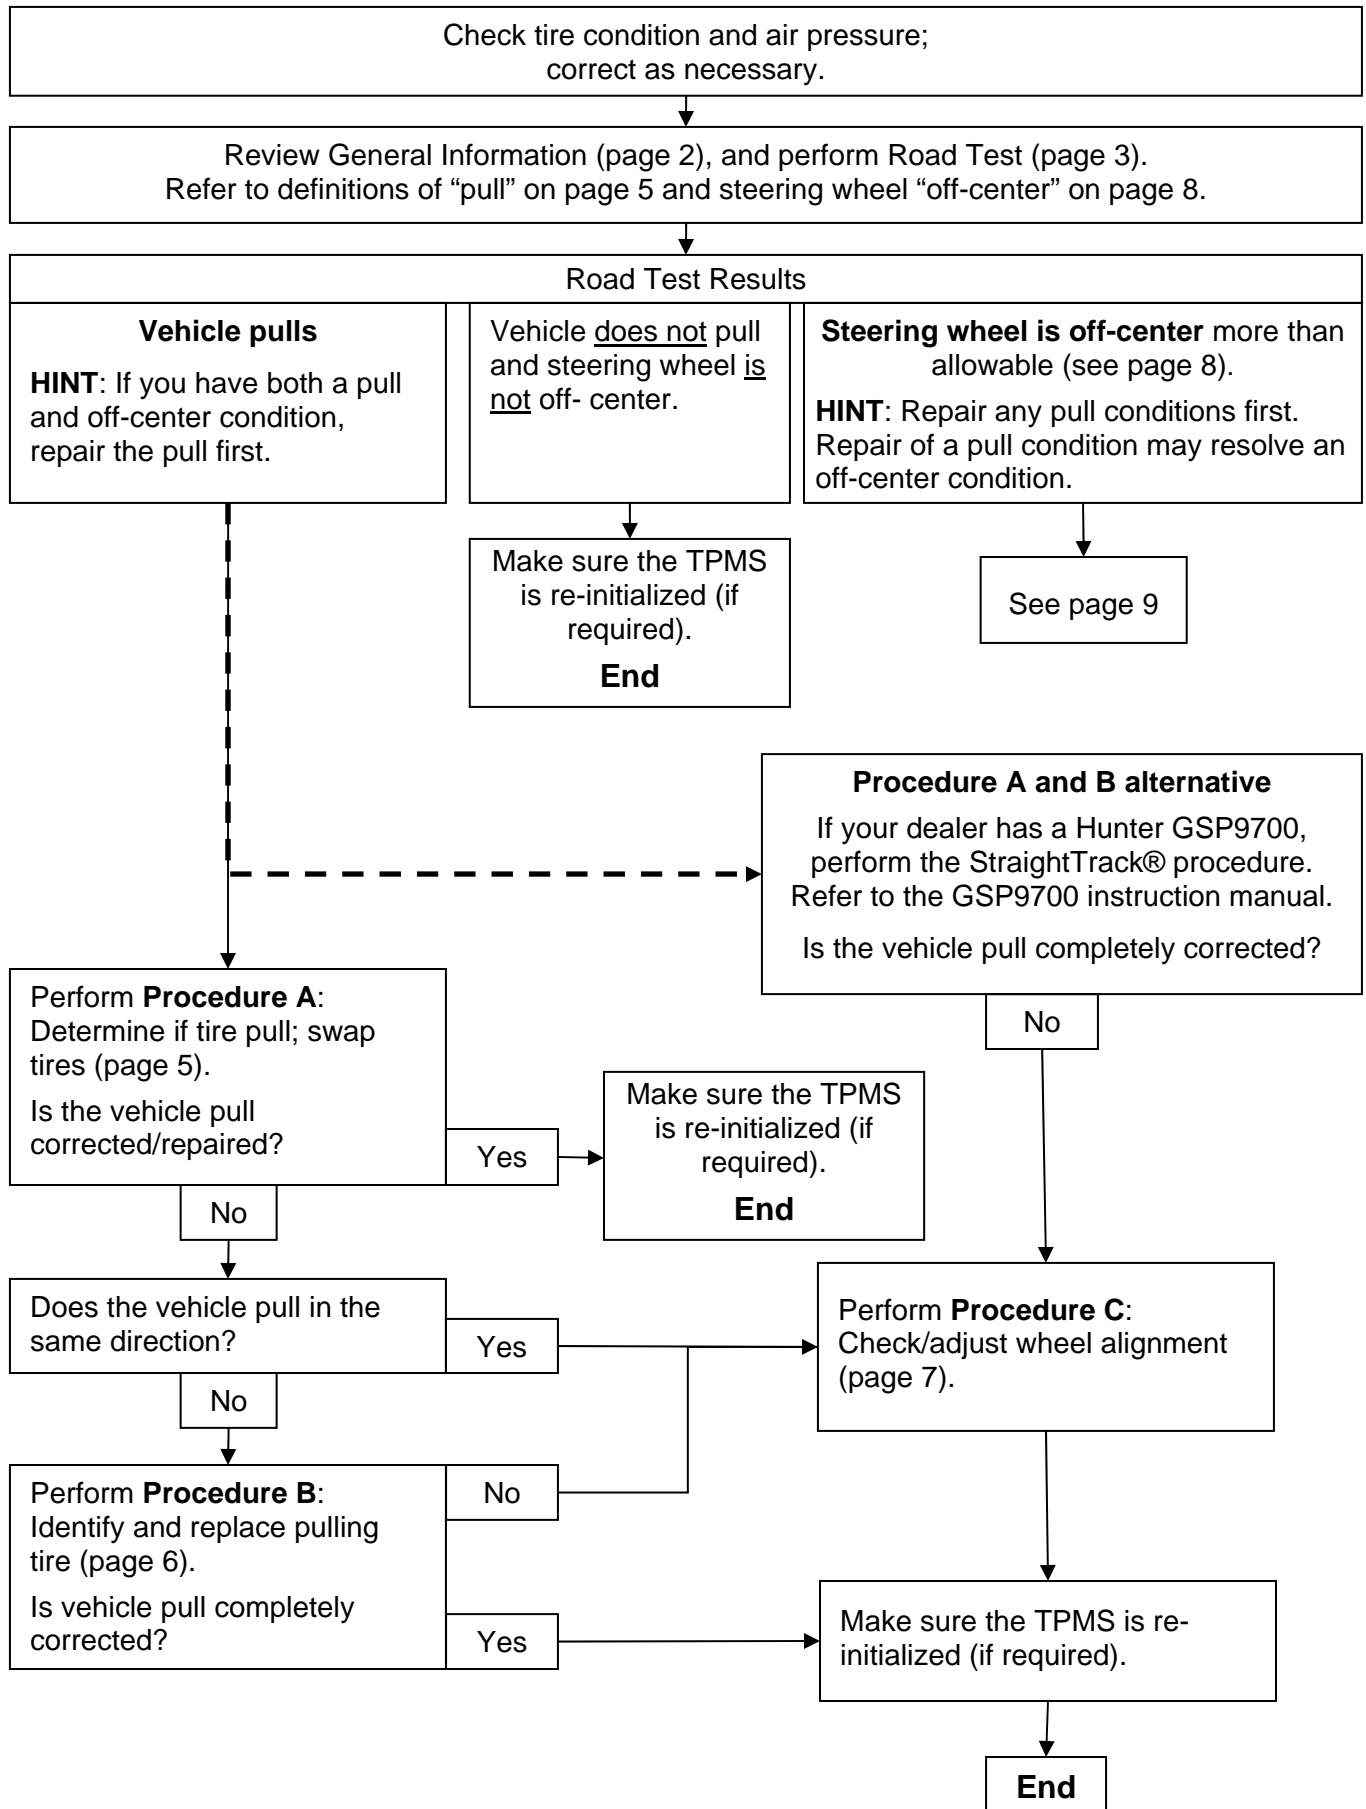 Check tire condition and air pressure;
correct as necessary.
Review General Information (page 2), and perform Road Test (page 3).
Refer to definitions of “pull” on page 5 and steering wheel “off-center” on page 8.
Road Test Results
Vehicle pulls
HINT: If you have both a pull
and off-center condition,
repair the pull first.
Vehicle does not pull
and steering wheel is
not off- center.
Steering wheel is off-center more than
allowable (see page 8).
HINT: Repair any pull conditions first.
Repair of a pull condition may resolve an
off-center condition.
Make sure the TPMS
is re-initialized (if
required).
End
See page 9
Procedure A and B alternative
If your dealer has a Hunter GSP9700,
perform the StraightTrack® procedure.
Refer to the GSP9700 instruction manual.
Is the vehicle pull completely corrected?
No
Perform Procedure A:
Determine if tire pull; swap
tires (page 5).
Is the vehicle pull
corrected/repaired?
Yes
No
Make sure the TPMS
is re-initialized (if
required).
End
Does the vehicle pull in the
same direction?
Yes
No
Perform Procedure C:
Check/adjust wheel alignment
(page 7).
Perform Procedure B:
Identify and replace pulling
tire (page 6).
Is vehicle pull completely
corrected?
No
Yes
Make sure the TPMS is re-
initialized (if required).
End